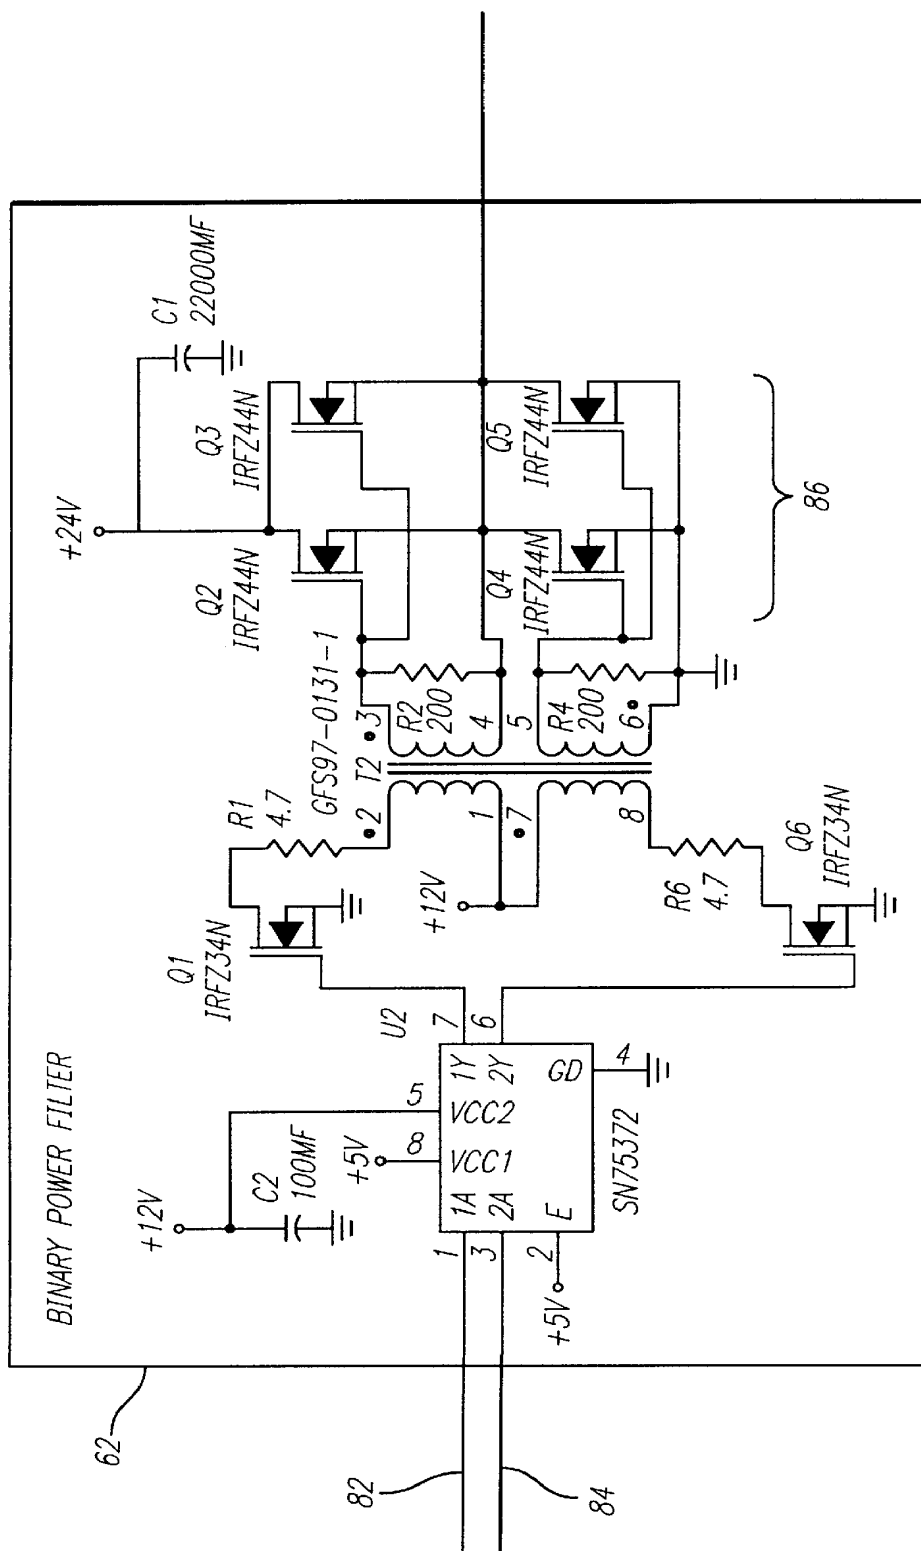 BINARY POWER FILTER
62
82
84
+12V
C2
100MF
+5V
8
5
VCC1
VCC2
1
1A
3
2A
2
E
+5V
1Y
7
2Y
6
GD
4
U2
SN75372
Q1
IRFZ34N
R1
4.7
+12V
GFS97-0131-1
T2
2
1
7
8
3
4
5
6
R6
4.7
Q6
IRFZ34N
R2
200
R4
200
+24V
C1
22000MF
Q2
IRFZ44N
Q3
IRFZ44N
Q4
IRFZ44N
Q5
IRFZ44N
86